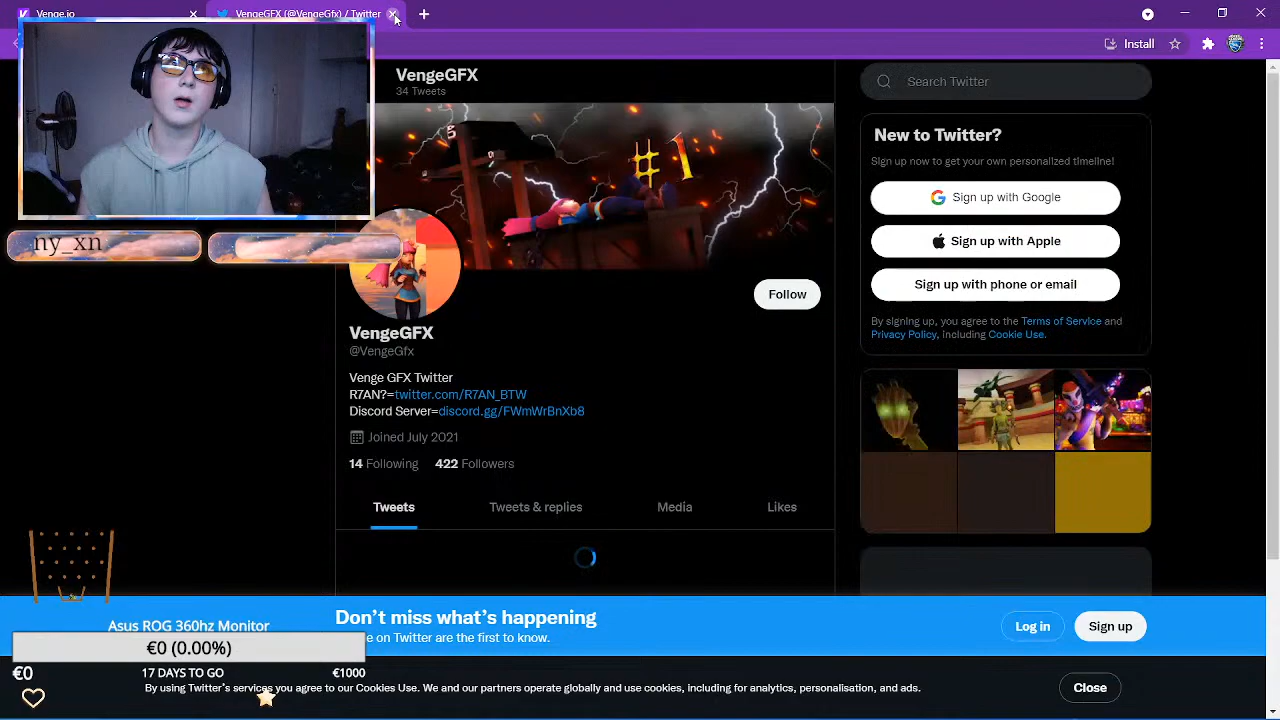 Venge.io
VengeGFX (@VengeGfx) / Twitter
Install
VengeGFX
34 Tweets
Search Twitter
New to Twitter?
Sign up now to get your own personalized timeline!
Sign up with Google
Sign up with Apple
Sign up with phone or email
By signing up, you agree to the Terms of Service and
Privacy Policy, including Cookie Use.
#1
ny_xn
Follow
VengeGFX
@VengeGfx
Venge GFX Twitter
R7AN?=twitter.com/R7AN_BTW
Discord Server=discord.gg/FWmWrBnXb8
Joined July 2021
14 Following 422 Followers
Tweets Tweets & replies Media Likes
Don't miss what's happening
e on Twitter are the first to know.
Log in
Sign up
Asus ROG 360hz Monitor
€0 (0.00%)
€0 17 DAYS TO GO €1000
By using Twitter's services you agree to our Cookies Use. We and our partners operate globally and use cookies, including for analytics, personalisation, and ads.
Close